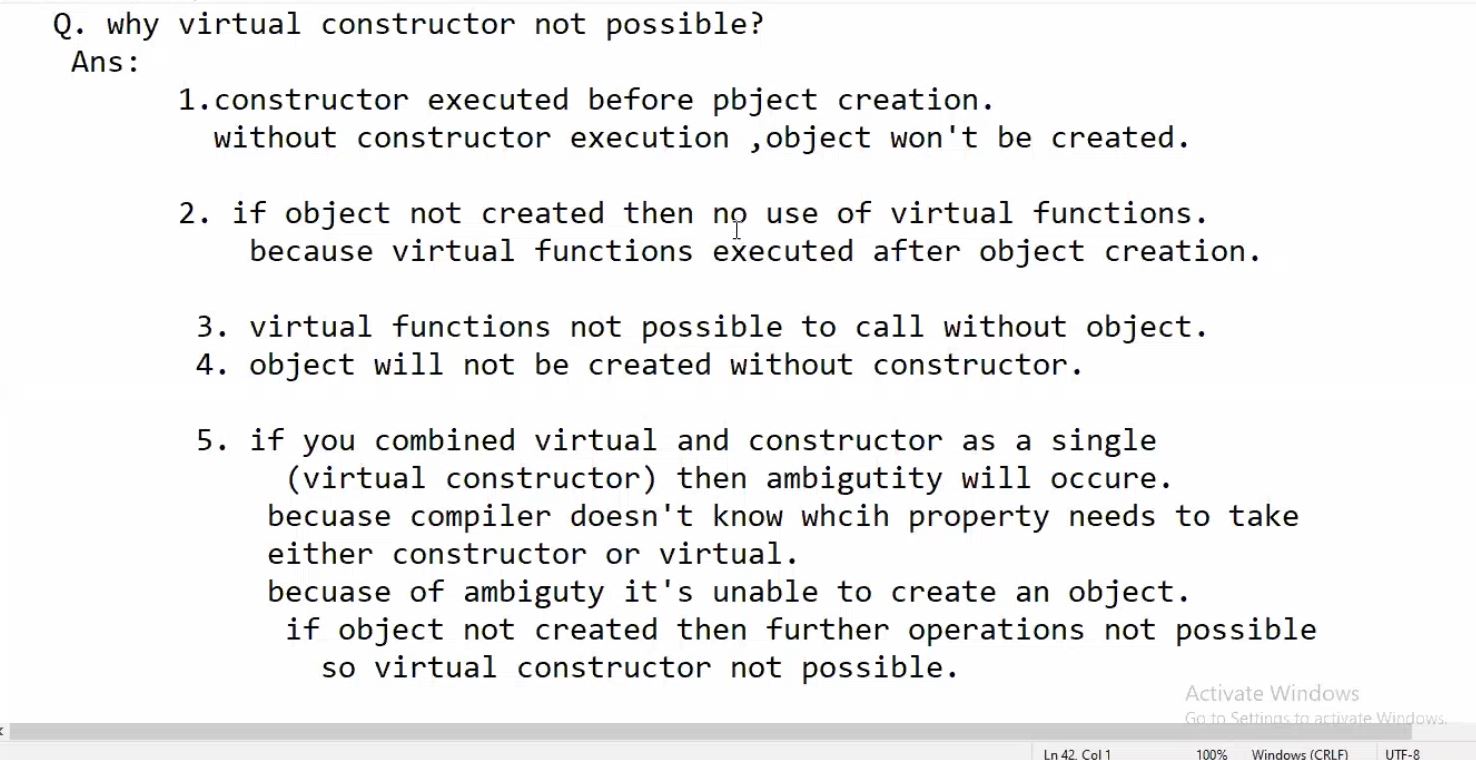 Q. why virtual constructor not possible?
Ans:
1.constructor executed before pbject creation.
without constructor execution ,object won't be created.
2. if object not created then no use of virtual functions.
because virtual functions executed after object creation.
3. virtual functions not possible to call without object.
4. object will not be created without constructor.
5. if you combined virtual and constructor as a single
(virtual constructor) then ambigutity will occure.
becuase compiler doesn't know whcih property needs to take
either constructor or virtual.
becuase of ambiguty it's unable to create an object.
if object not created then further operations not possible
so virtual constructor not possible.
Activate Windows
Go to Settings to activate Windows.
Ln 42, Col 1 100% Windows (CRLF) UTF-8